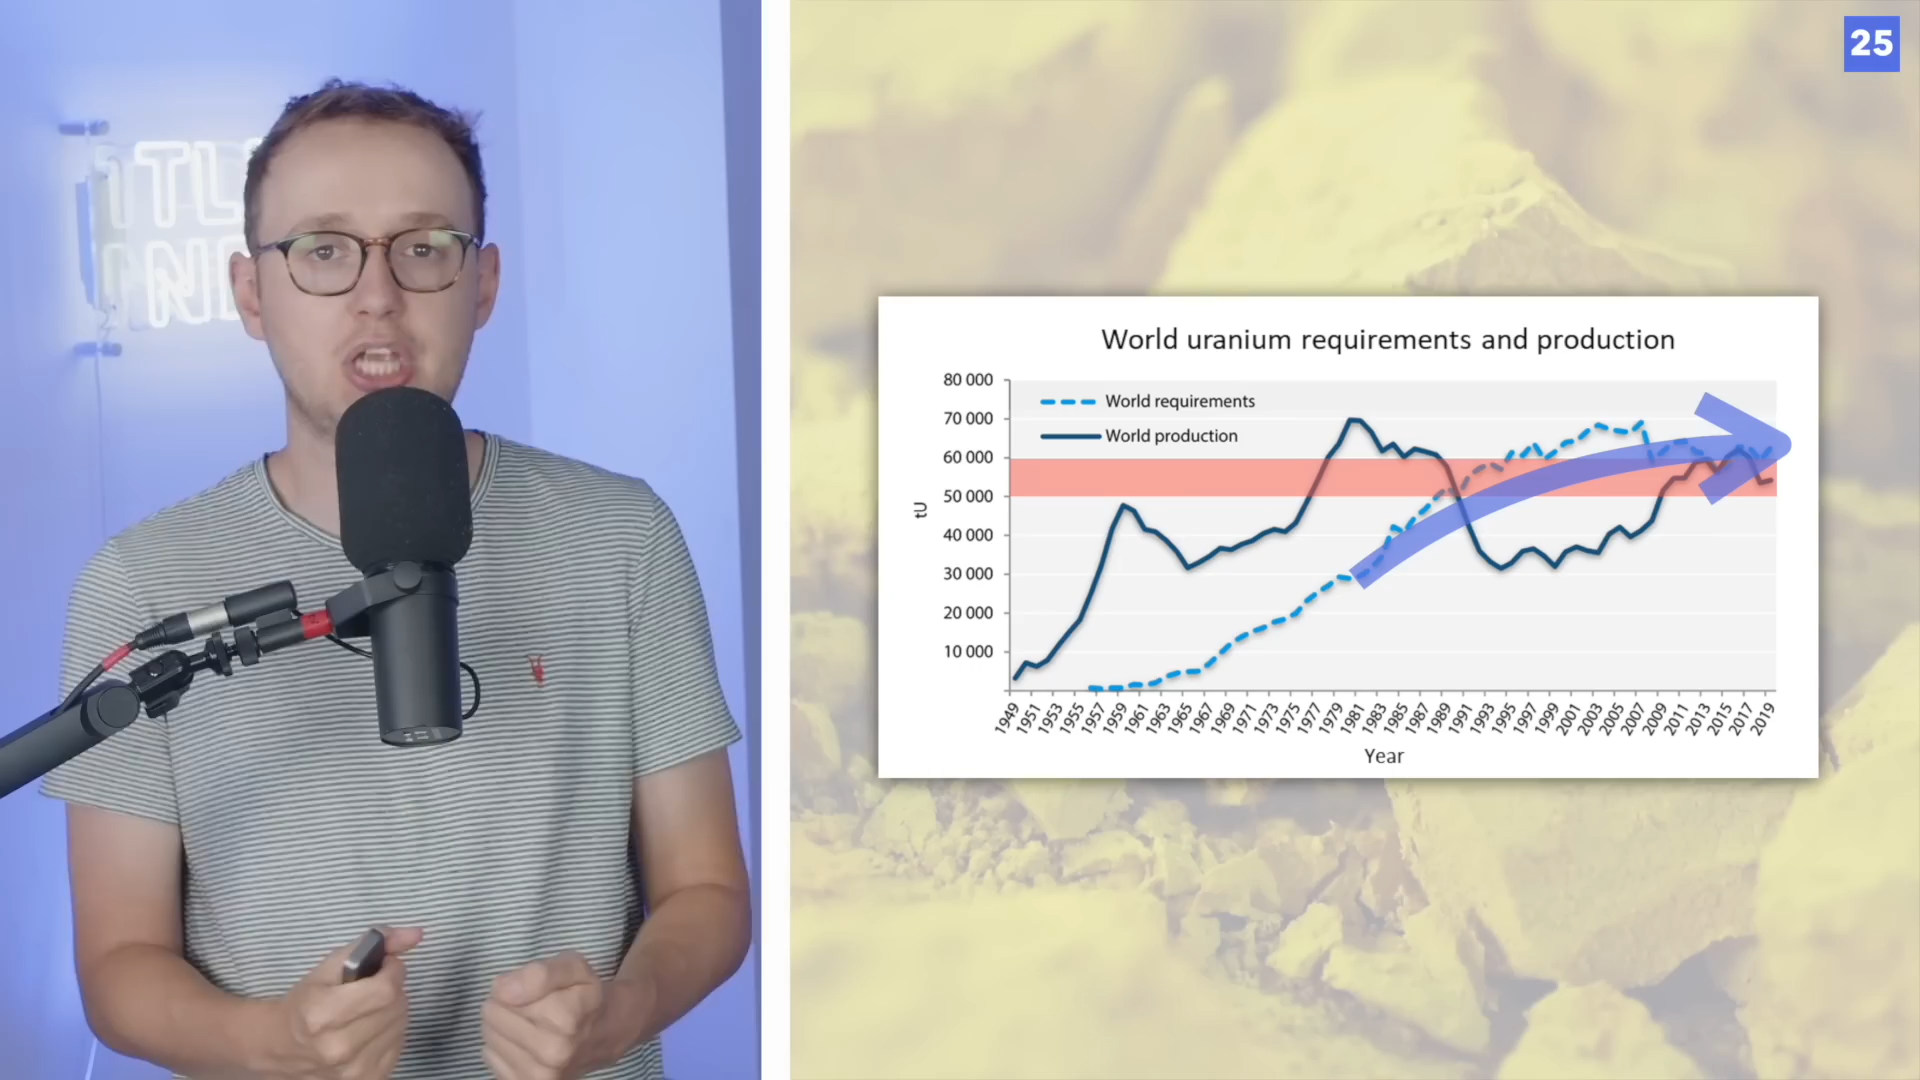 TL
NE
25
World uranium requirements and production
80 000
70 000
60 000
50 000
40 000
30 000
20 000
10 000
tU
World requirements
World production
1949 1951 1953 1955 1957 1959 1961 1963 1965 1967 1969 1971 1973 1975 1977 1979 1981 1983 1985 1987 1989 1991 1993 1995 1997 1999 2001 2003 2005 2007 2009 2011 2013 2015 2017 2019
Year